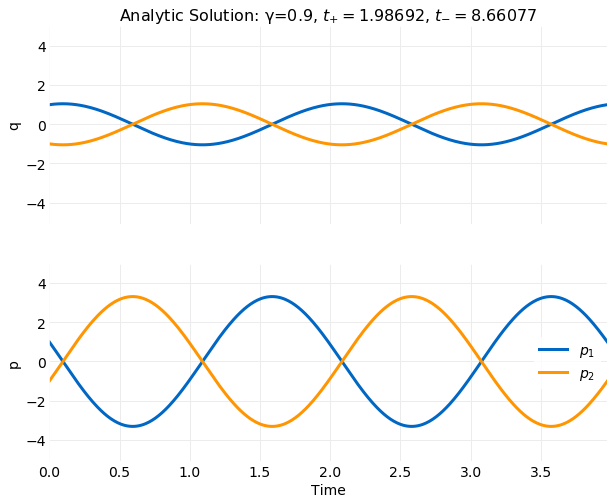 Analytic Solution: γ=0.9, t₊ = 1.98692, t₋ = 8.66077
4
2
0
−2
−4
q
4
2
0
−2
−4
p
p₁
p₂
0.0 0.5 1.0 1.5 2.0 2.5 3.0 3.5
Time